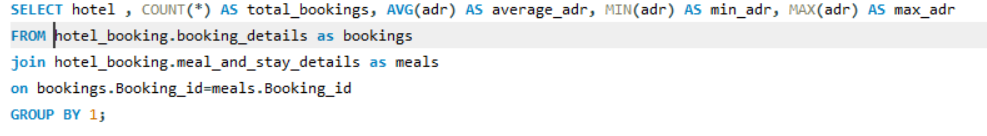 SELECT hotel , COUNT(*) AS total_bookings, AVG(adr) AS average_adr, MIN(adr) AS min_adr, MAX(adr) AS max_adr
FROM hotel_booking.booking_details as bookings
join hotel_booking.meal_and_stay_details as meals
on bookings.Booking_id=meals.Booking_id
GROUP BY 1;